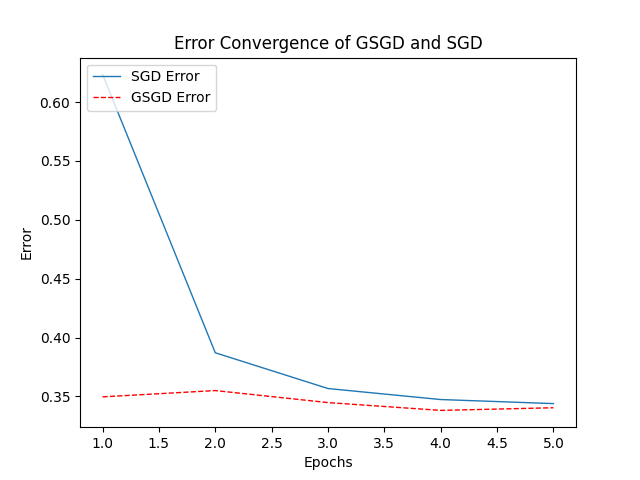 Error Convergence of GSGD and SGD
SGD Error
GSGD Error
0.60
0.55
0.50
0.45
0.40
0.35
Error
1.0 1.5 2.0 2.5 3.0 3.5 4.0 4.5 5.0
Epochs